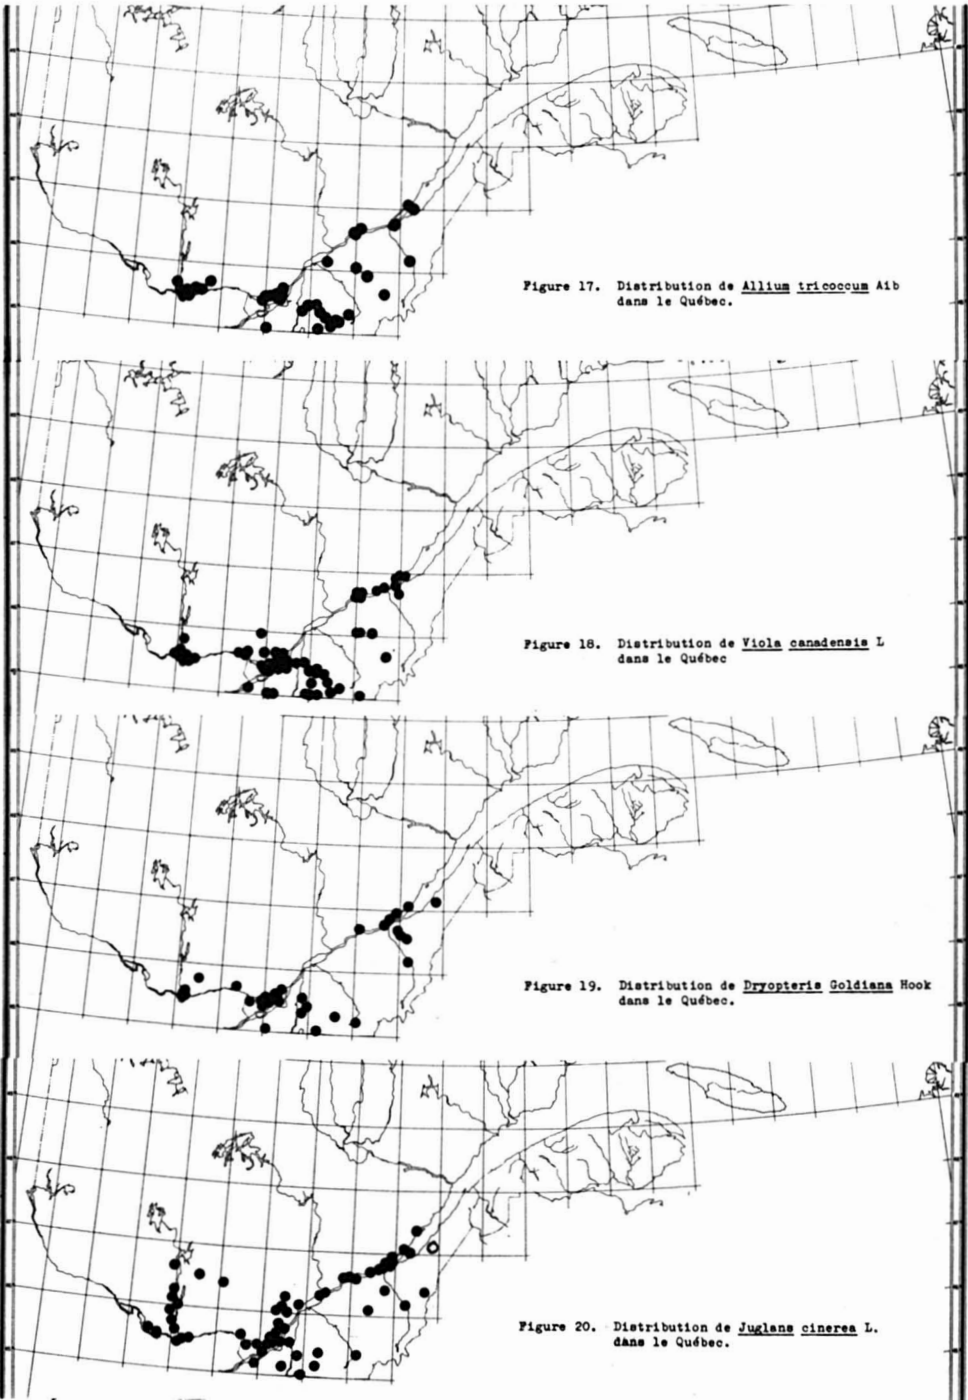 Figure 17. Distribution de Allium tricoccum Aib
dans le Québec.
Figure 18. Distribution de Viola canadensis L
dans le Québec
Figure 19. Distribution de Dryopteris Goldiana Hook
dans le Québec.
Figure 20. Distribution de Juglans cinerea L.
dans le Québec.